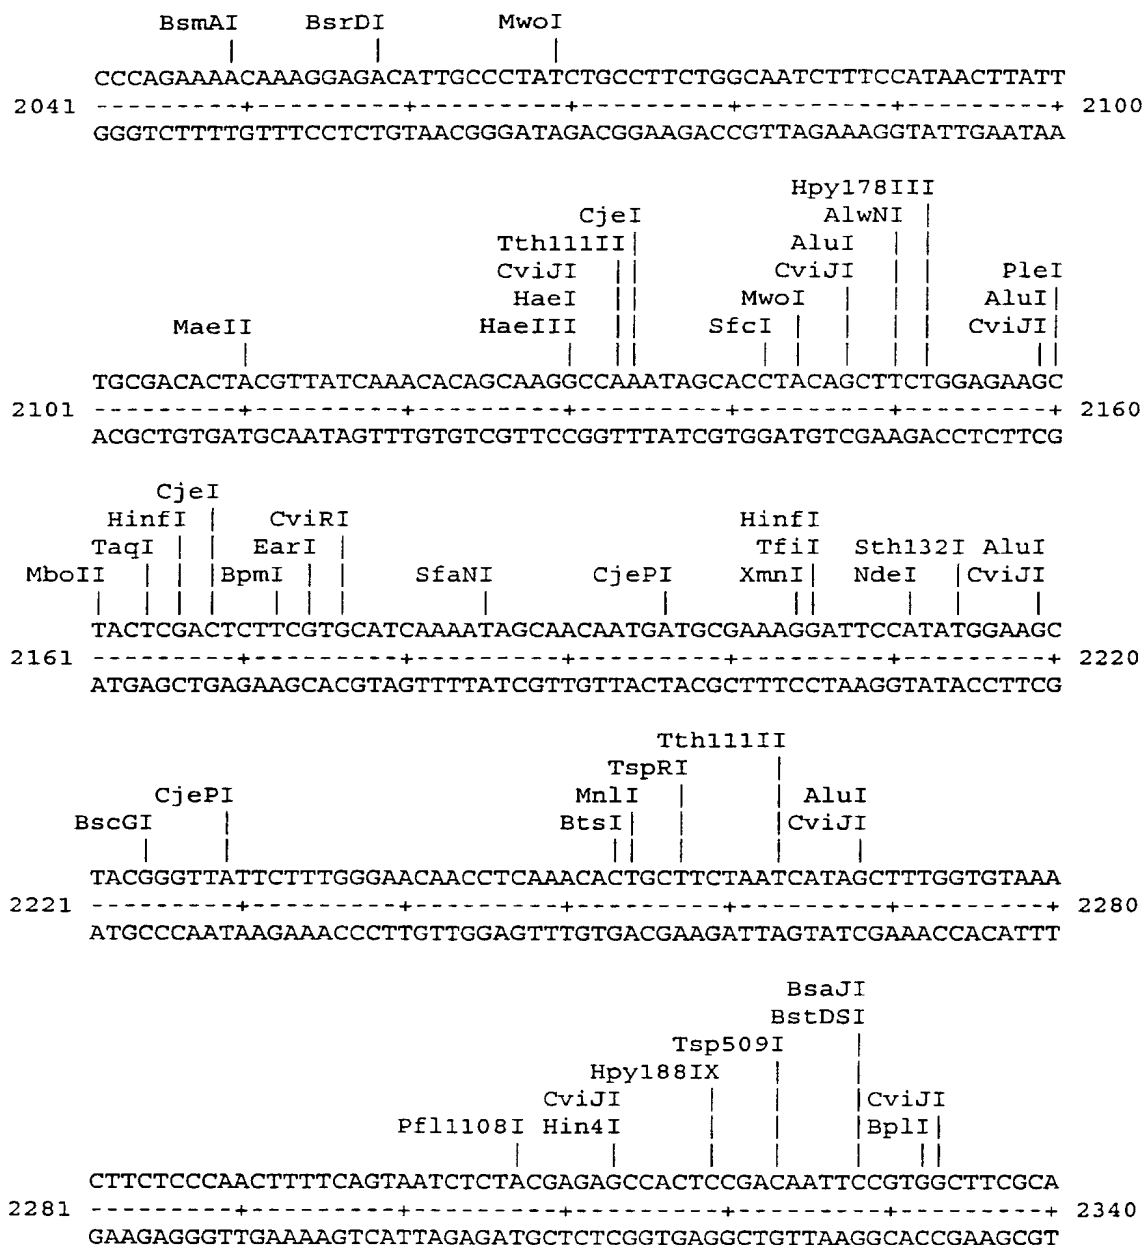 BsmAI BsrDI MwoI
CCCAGAAAACAAAGGAGACATTGCCCTATCTGCCTTCTGGCAATCTTTCCATAACTTATT
2041 ---------+---------+---------+---------+---------+---------+ 2100
GGGTCTTTTGTTTCCTCTGTAACGGGATAGACGGAAGACCGTTAGAAAGGTATTGAATAA
Hpy178III
CjeI AlwNI
Tth111II AluI
CviJI CviJI PleI
HaeI MwoI AluI
MaeII HaeIII SfcI CviJI
TGCGACACTACGTTATCAAACACAGCAAGGCCAAATAGCACCTACAGCTTCTGGAGAAGC
2101 ---------+---------+---------+---------+---------+---------+ 2160
ACGCTGTGATGCAATAGTTTGTGTCGTTCCGGTTTATCGTGGATGTCGAAGACCTCTTCG
CjeI
HinfI CviRI HinfI
TaqI EarI TfiI Sth132I AluI
MboII BpmI SfaNI CjePI XmnI NdeI CviJI
TACTCGACTCTTCGTGCATCAAAATAGCAACAATGATGCGAAAGGATTCCATATGGAAGC
2161 ---------+---------+---------+---------+---------+---------+ 2220
ATGAGCTGAGAAGCACGTAGTTTTATCGTTGTTACTACGCTTTCCTAAGGTATACCTTCG
Tth111II
TspRI
CjePI MnlI AluI
BscGI BtsI CviJI
TACGGGTTATTCTTTGGGAACAACCTCAAACACTGCTTCTAATCATAGCTTTGGTGTAAA
2221 ---------+---------+---------+---------+---------+---------+ 2280
ATGCCCAATAAGAAACCCTTGTTGGAGTTTGTGACGAAGATTAGTATCGAAACCACATTT
BsaJI
BstDSI
Tsp509I
Hpy188IX
CviJI CviJI
Pfl1108I Hin4I BplI
CTTCTCCCAACTTTTCAGTAATCTCTACGAGAGCCACTCCGACAATTCCGTGGCTTCGCA
2281 ---------+---------+---------+---------+---------+---------+ 2340
GAAGAGGGTTGAAAAGTCATTAGAGATGCTCTCGGTGAGGCTGTTAAGGCACCGAAGCGT